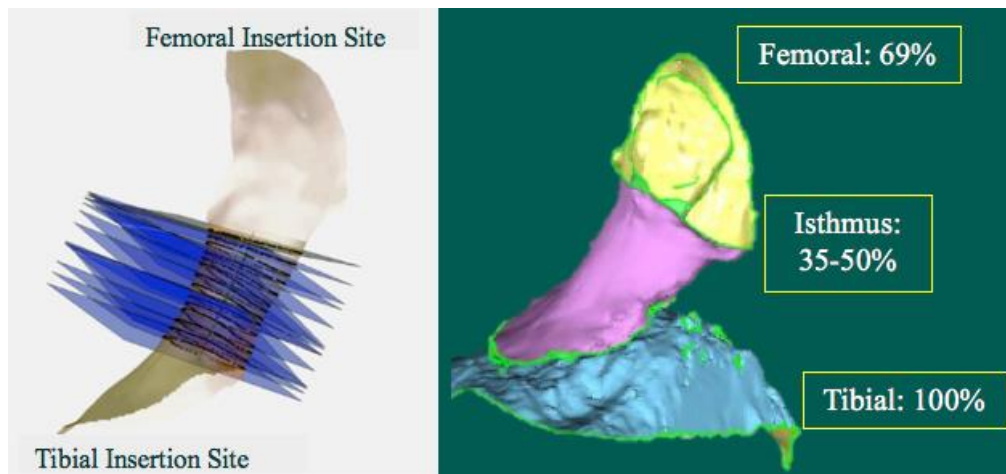 Femoral Insertion Site
Tibial Insertion Site
Femoral: 69%
Isthmus:
35-50%
Tibial: 100%